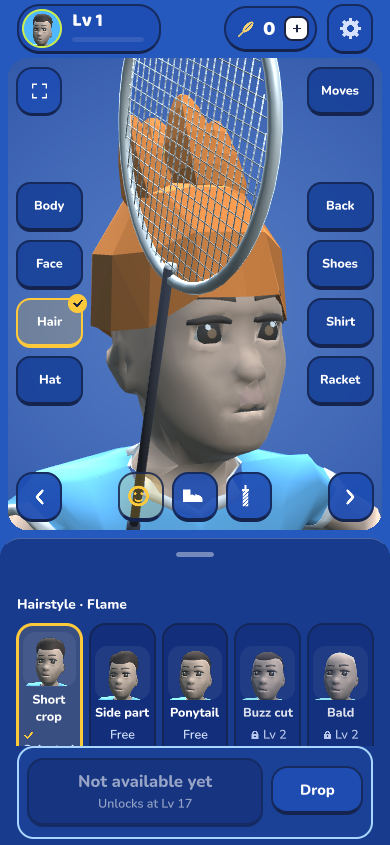 Lv 1
0
+
Moves
Body
Back
Face
Shoes
Hair
Shirt
Hat
Racket
Hairstyle · Flame
Short
crop
Side part
Free
Ponytail
Free
Buzz cut
Lv 2
Bald
Lv 2
Not available yet
Unlocks at Lv 17
Drop